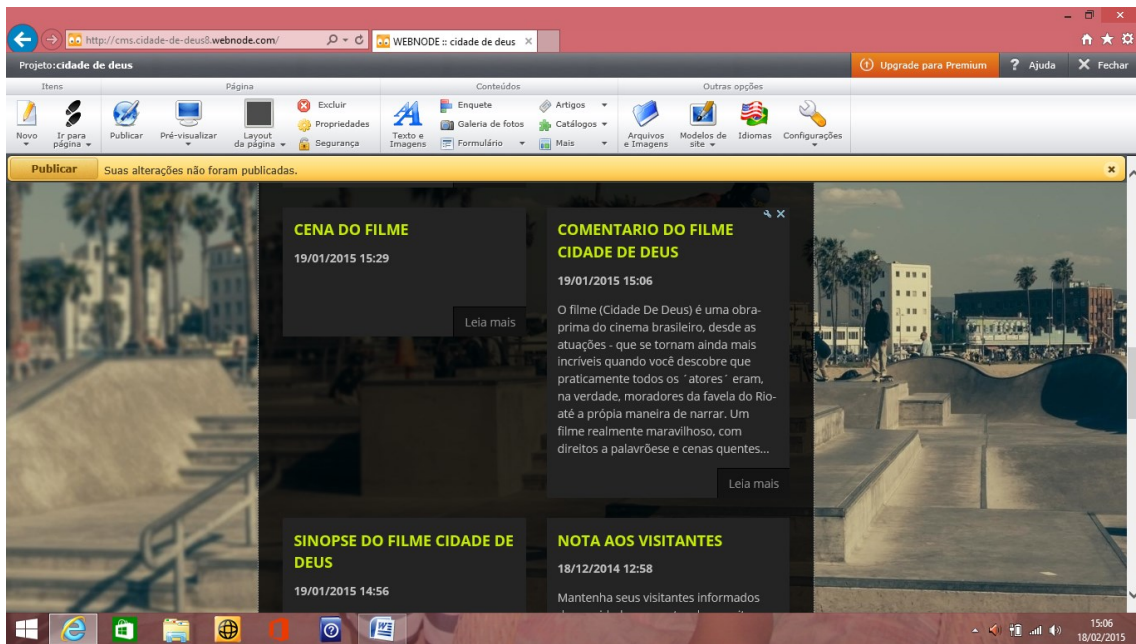 http://cms.cidade-de-deus8.webnode.com/
WEBNODE :: cidade de deus
Projeto:cidade de deus
Upgrade para Premium
? Ajuda
Fechar
Itens
Página
Conteúdos
Outras opções
Novo
Ir para
página
Publicar
Pré-visualizar
Layout
da página
Excluir
Propriedades
Segurança
Texto e
Imagens
Enquete
Galeria de fotos
Formulário
Artigos
Catálogos
Mais
Arquivos
e Imagens
Modelos de
site
Idiomas
Configurações
Publicar
Suas alterações não foram publicadas.
CENA DO FILME
19/01/2015 15:29
Leia mais
COMENTARIO DO FILME
CIDADE DE DEUS
19/01/2015 15:06
O filme (Cidade De Deus) é uma obra-
prima do cinema brasileiro, desde as
atuações - que se tornam ainda mais
incríveis quando você descobre que
praticamente todos os ´atores´ eram,
na verdade, moradores da favela do Rio-
até a própia maneira de narrar. Um
filme realmente maravilhoso, com
direitos a palavrõese e cenas quentes...
Leia mais
SINOPSE DO FILME CIDADE DE
DEUS
19/01/2015 14:56
NOTA AOS VISITANTES
18/12/2014 12:58
Mantenha seus visitantes informados
15:06
18/02/2015